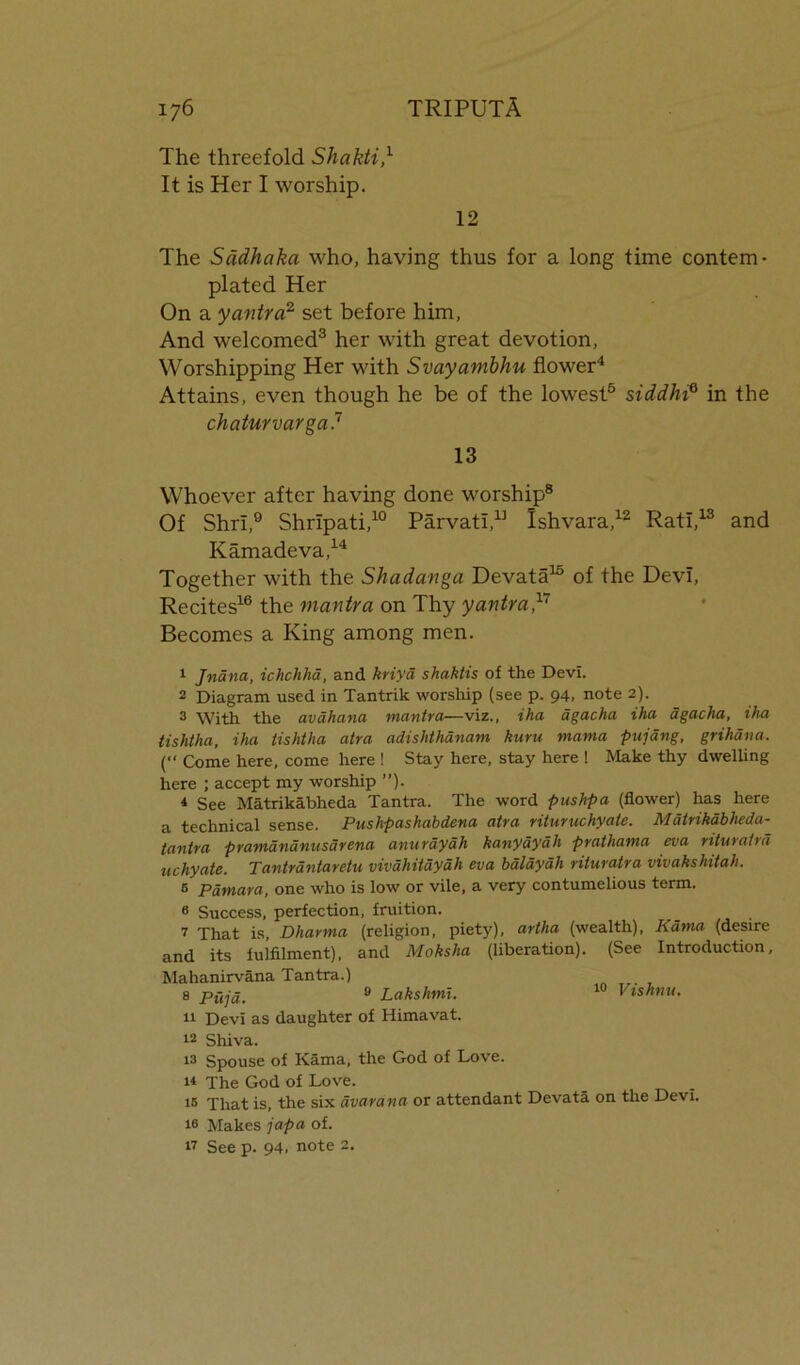 176 TRIPUTĀ
The threefold Shakti,¹
It is Her I worship.
12
The Sādhaka who, having thus for a long time contem-
plated Her
On a yantra² set before him,
And welcomed³ her with great devotion,
Worshipping Her with Svayambhu flower⁴
Attains, even though he be of the lowest⁵ siddhi⁶ in the
chaturvarga.⁷
13
Whoever after having done worship⁸
Of Shrī,⁹ Shrīpati,¹⁰ Pārvatī,¹¹ Īshvara,¹² Ratī,¹³ and
Kāmadeva,¹⁴
Together with the Shadanga Devatā¹⁵ of the Devī,
Recites¹⁶ the mantra on Thy yantra,¹⁷
Becomes a King among men.
¹ Jnāna, ichchhā, and kriyā shaktis of the Devī.
² Diagram used in Tantrik worship (see p. 94, note 2).
³ With the avāhana mantra—viz., iha āgacha iha āgacha, iha
tishtha, iha tishtha atra adishthānam kuru mama pujāng, grihāna.
(“ Come here, come here ! Stay here, stay here ! Make thy dwelling
here ; accept my worship ”).
⁴ See Mātrikābheda Tantra. The word pushpa (flower) has here
a technical sense. Pushpashabdena atra rituruchyate. Mātrikābheda-
tantra pramānānusārena anurāyāh kanyāyāh prathama eva rituratrā
uchyate. Tantrāntaretu vivāhitāyāh eva bālāyāh rituratra vivakshitah.
⁵ Pāmara, one who is low or vile, a very contumelious term.
⁶ Success, perfection, fruition.
⁷ That is, Dharma (religion, piety), artha (wealth), Kāma (desire
and its fulfilment), and Moksha (liberation). (See Introduction,
Mahanirvāna Tantra.)
⁸ Pūjā. ⁹ Lakshmī. ¹⁰ Vishnu.
¹¹ Devī as daughter of Himavat.
¹² Shiva.
¹³ Spouse of Kāma, the God of Love.
¹⁴ The God of Love.
¹⁵ That is, the six āvarana or attendant Devatā on the Devī.
¹⁶ Makes japa of.
¹⁷ See p. 94, note 2.